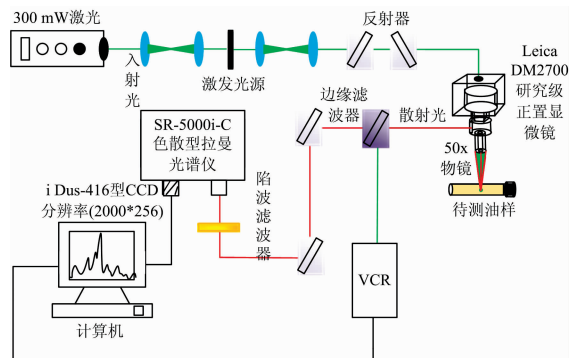 300 mW激光
入射光
激发光源
反射器
Leica
DM2700
研究级
正置显
微镜
边缘滤
波器
散射光
50x
物镜
待测油样
SR-5000i-C
色散型拉曼
光谱仪
i Dus-416型CCD
分辨率(2000*256)
陷波滤波器
VCR
计算机